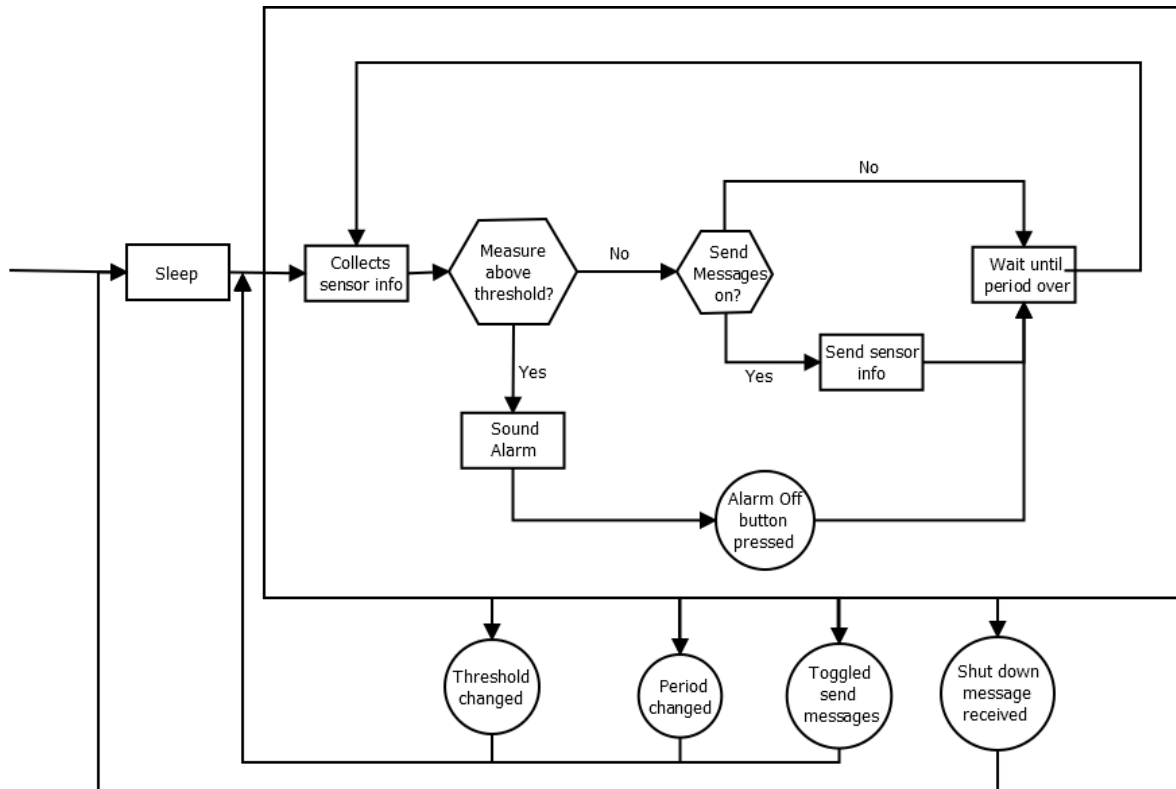 No
Sleep
Collects
sensor info
Measure
above
threshold?
No
Send
Messages
on?
Wait until
period over
Yes
Yes
Send sensor
info
Sound
Alarm
Alarm Off
button
pressed
Threshold
changed
Period
changed
Toggled
send
messages
Shut down
message
received